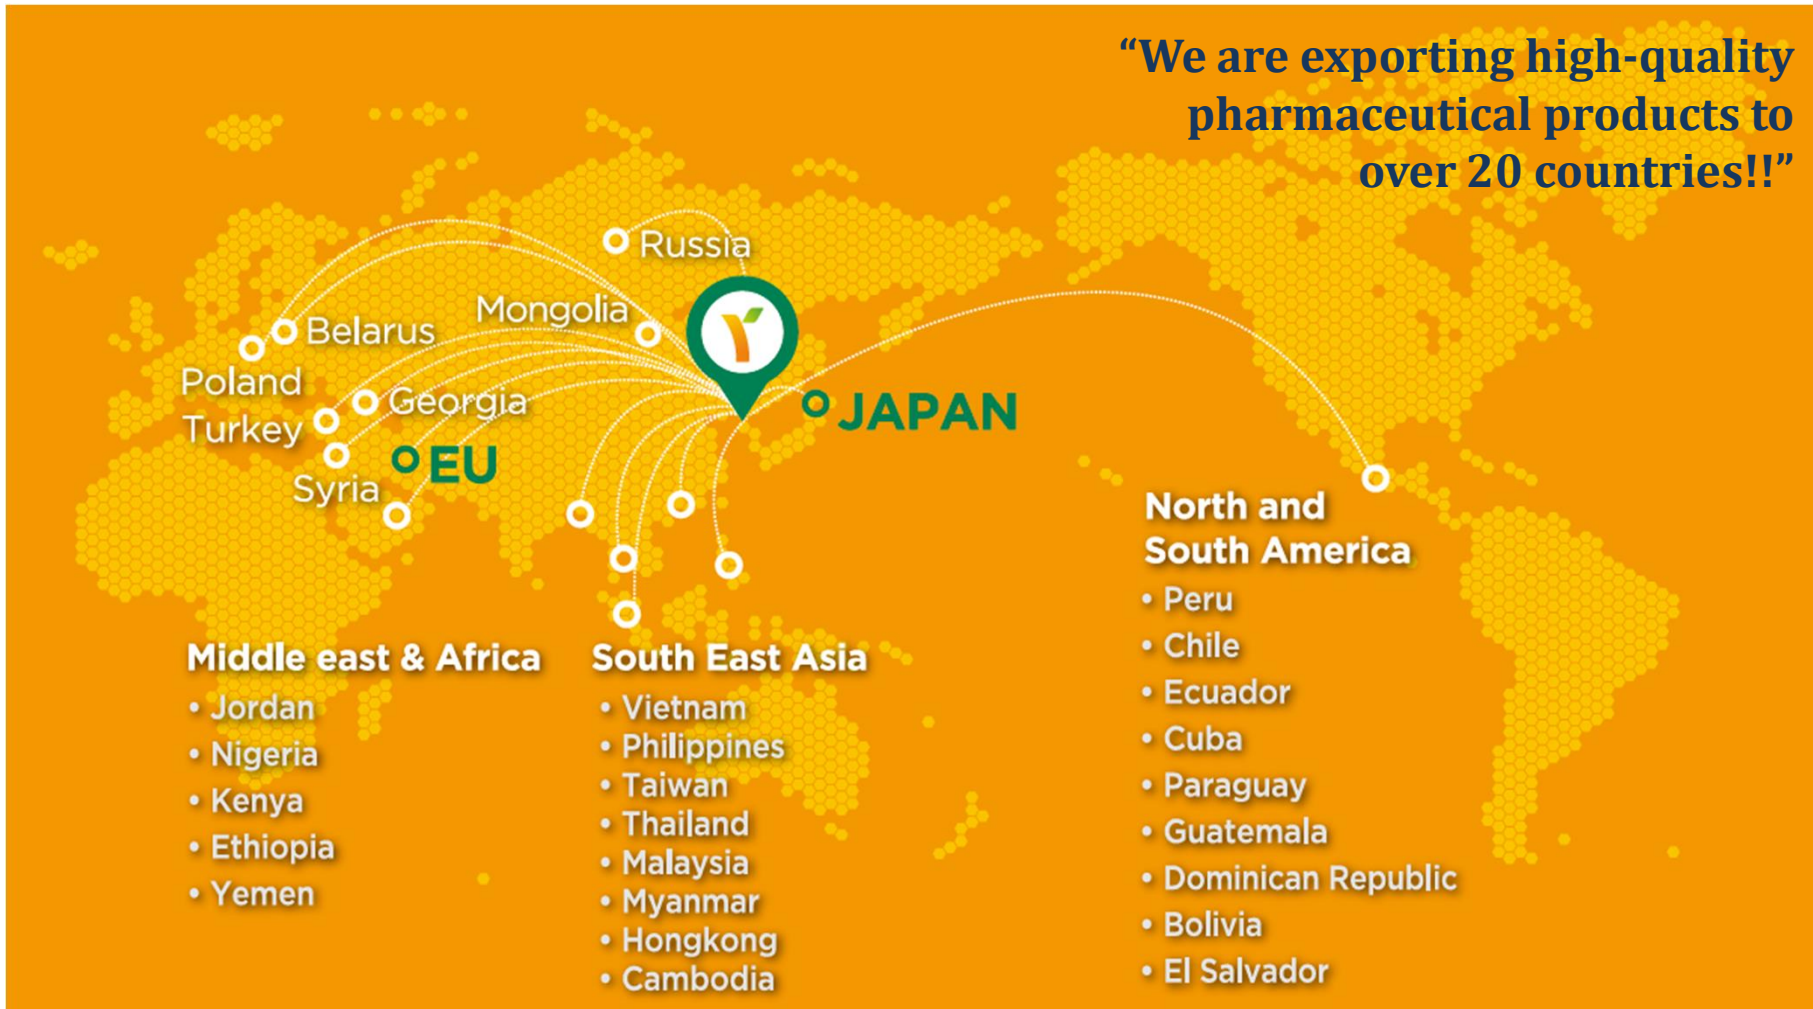 “We are exporting high-quality
pharmaceutical products to
over 20 countries!!”
Russia
Mongolia
Belarus
Poland
Georgia
Turkey
JAPAN
EU
Syria
North and
South America
• Peru
• Chile
• Ecuador
• Cuba
• Paraguay
• Guatemala
• Dominican Republic
• Bolivia
• El Salvador
Middle east & Africa
• Jordan
• Nigeria
• Kenya
• Ethiopia
• Yemen
South East Asia
• Vietnam
• Philippines
• Taiwan
• Thailand
• Malaysia
• Myanmar
• Hongkong
• Cambodia